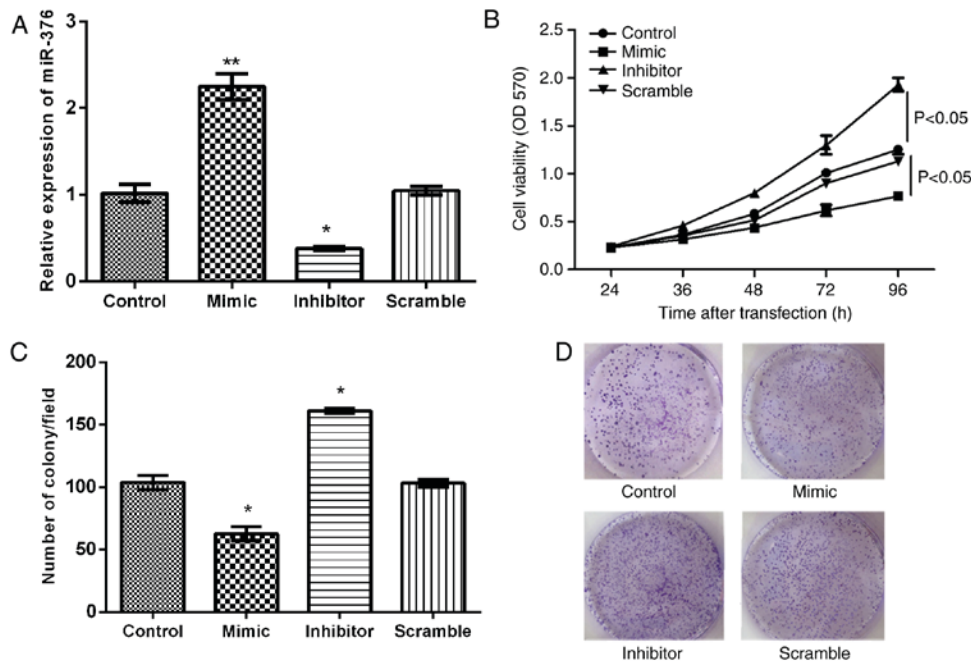 A
Relative expression of miR-376
3
2
1
0
**
*
Control Mimic Inhibitor Scramble
B
Control
Mimic
Inhibitor
Scramble
Cell viability (OD 570)
2.5
2.0
1.5
1.0
0.5
0.0
P<0.05
P<0.05
24 36 48 72 96
Time after transfection (h)
C
Number of colony/field
200
150
100
50
0
*
*
Control Mimic Inhibitor Scramble
D
Control Mimic
Inhibitor Scramble